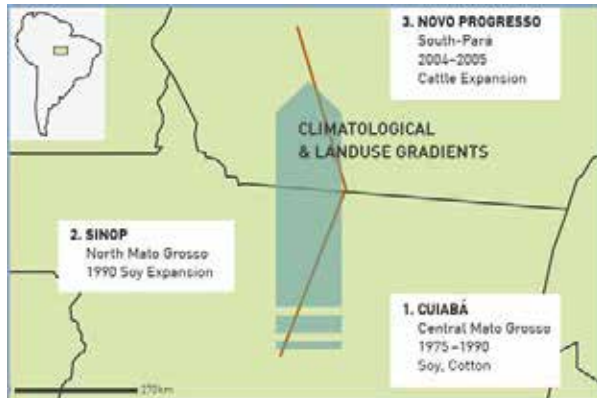 3. NOVO PROGRESSO
South-Pará
2004–2005
Cattle Expansion
CLIMATOLOGICAL
& LANDUSE GRADIENTS
2. SINOP
North Mato Grosso
1990 Soy Expansion
1. CUIABÁ
Central Mato Grosso
1975–1990
Soy, Cotton
270km